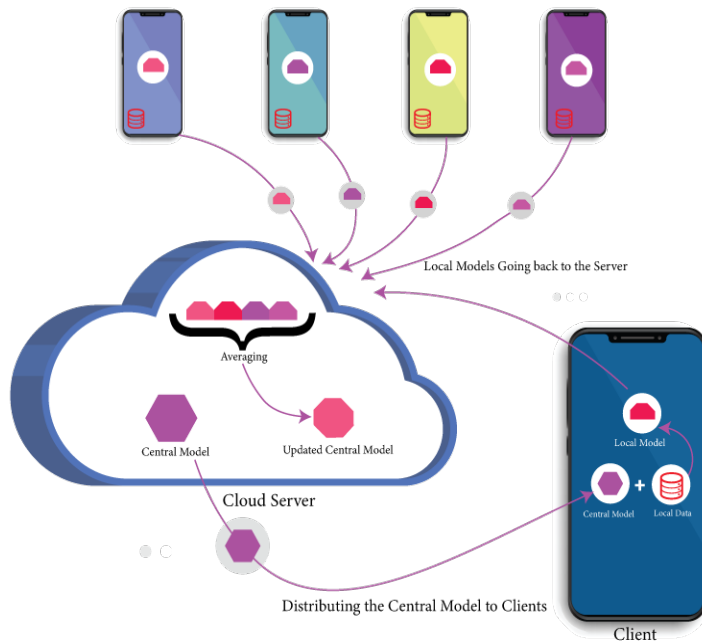 Local Models Going back to the Server
Averaging
Central Model
Updated Central Model
Cloud Server
Local Model
Central Model
+
Local Data
Distributing the Central Model to Clients
Client